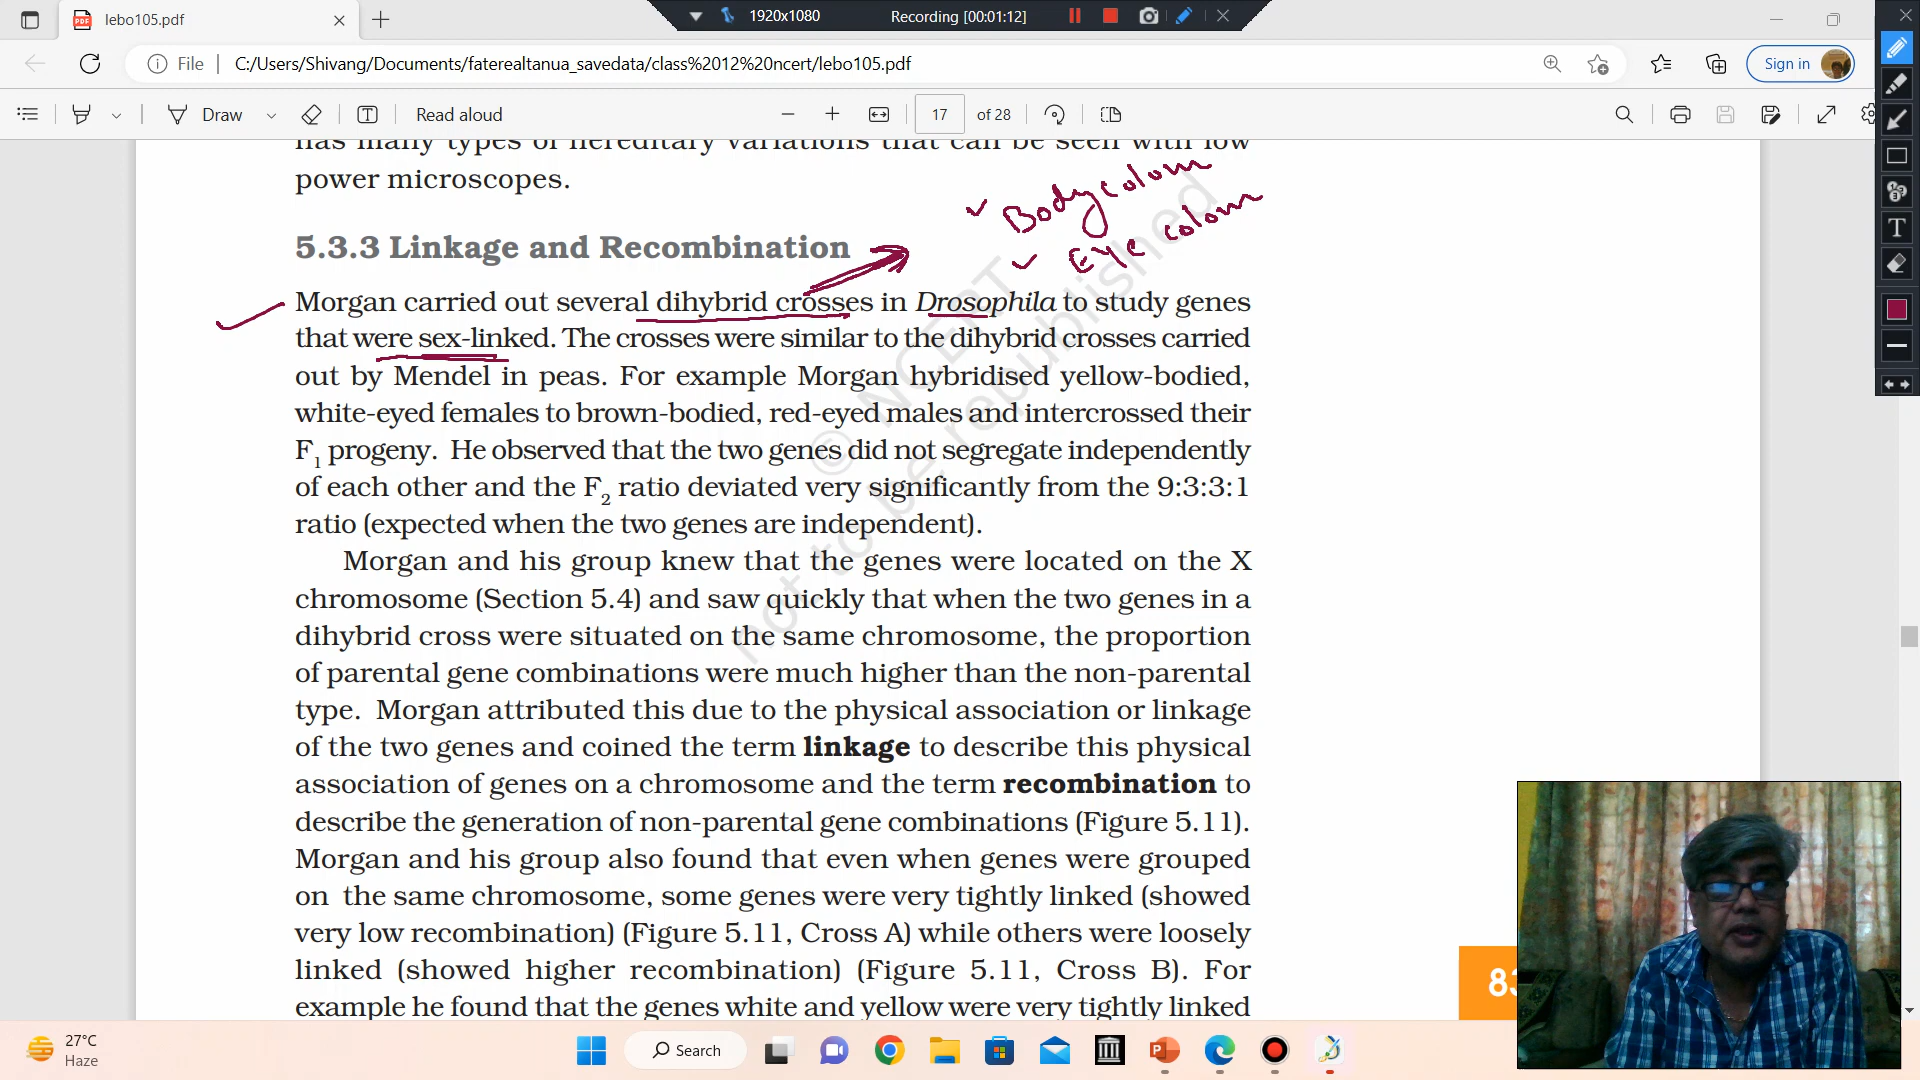 lebo105.pdf
1920x1080
Recording [00:01:12]
File
C:/Users/Shivang/Documents/faterealtanua_savedata/class%2012%20ncert/lebo105.pdf
Sign in
Draw
Read aloud
17
of 28
power microscopes.
Body colour
Eye colour
5.3.3 Linkage and Recombination
Morgan carried out several dihybrid crosses in Drosophila to study genes
that were sex-linked. The crosses were similar to the dihybrid crosses carried
out by Mendel in peas. For example Morgan hybridised yellow-bodied,
white-eyed females to brown-bodied, red-eyed males and intercrossed their
F1 progeny. He observed that the two genes did not segregate independently
of each other and the F2 ratio deviated very significantly from the 9:3:3:1
ratio (expected when the two genes are independent).
Morgan and his group knew that the genes were located on the X
chromosome (Section 5.4) and saw quickly that when the two genes in a
dihybrid cross were situated on the same chromosome, the proportion
of parental gene combinations were much higher than the non-parental
type. Morgan attributed this due to the physical association or linkage
of the two genes and coined the term linkage to describe this physical
association of genes on a chromosome and the term recombination to
describe the generation of non-parental gene combinations (Figure 5.11).
Morgan and his group also found that even when genes were grouped
on the same chromosome, some genes were very tightly linked (showed
very low recombination) (Figure 5.11, Cross A) while others were loosely
linked (showed higher recombination) (Figure 5.11, Cross B). For
example he found that the genes white and yellow were very tightly linked
© NCERT
not to be republished
27°C
Haze
Search